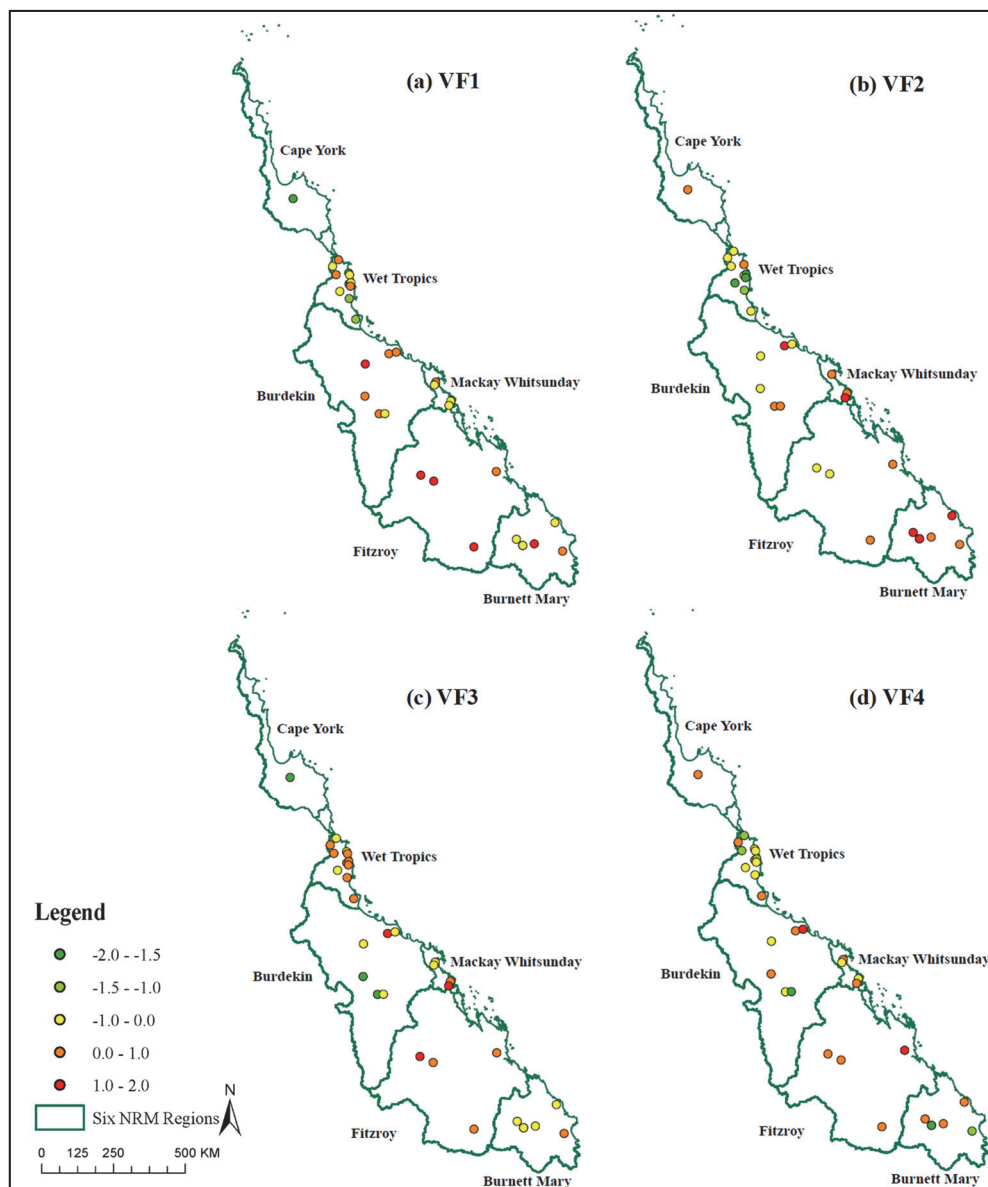 (a) VF1
Cape York
Wet Tropics
Mackay Whitsunday
Burdekin
Fitzroy
Burnett Mary
(b) VF2
Cape York
Wet Tropics
Mackay Whitsunday
Burdekin
Fitzroy
Burnett Mary
(c) VF3
Cape York
Wet Tropics
Burdekin
Mackay Whitsunday
Fitzroy
Burnett Mary
(d) VF4
Cape York
Wet Tropics
Burdekin
Mackay Whitsunday
Fitzroy
Burnett Mary
Legend
-2.0 - -1.5
-1.5 - -1.0
-1.0 - 0.0
0.0 - 1.0
1.0 - 2.0
Six NRM Regions
N
0 125 250 500 KM